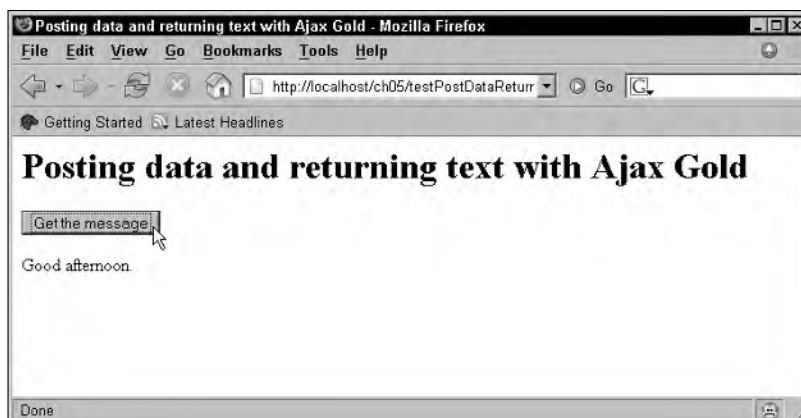 Posting data and returning text with Ajax Gold - Mozilla Firefox
File Edit View Go Bookmarks Tools Help
http://localhost/ch05/testPostDataReturr Go G
Getting Started Latest Headlines
Posting data and returning text with Ajax Gold
Get the message
Good afternoon.
Done